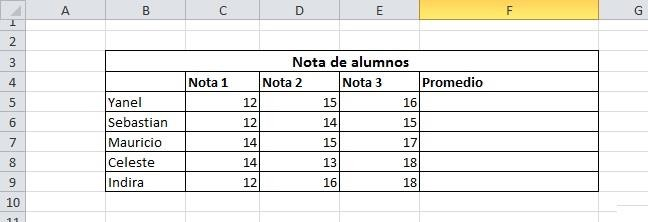 A B C D E F G
1
2
3 Nota de alumnos
4 Nota 1 Nota 2 Nota 3 Promedio
5 Yanel 12 15 16
6 Sebastian 12 14 15
7 Mauricio 14 15 17
8 Celeste 14 13 18
9 Indira 12 16 18
10
11